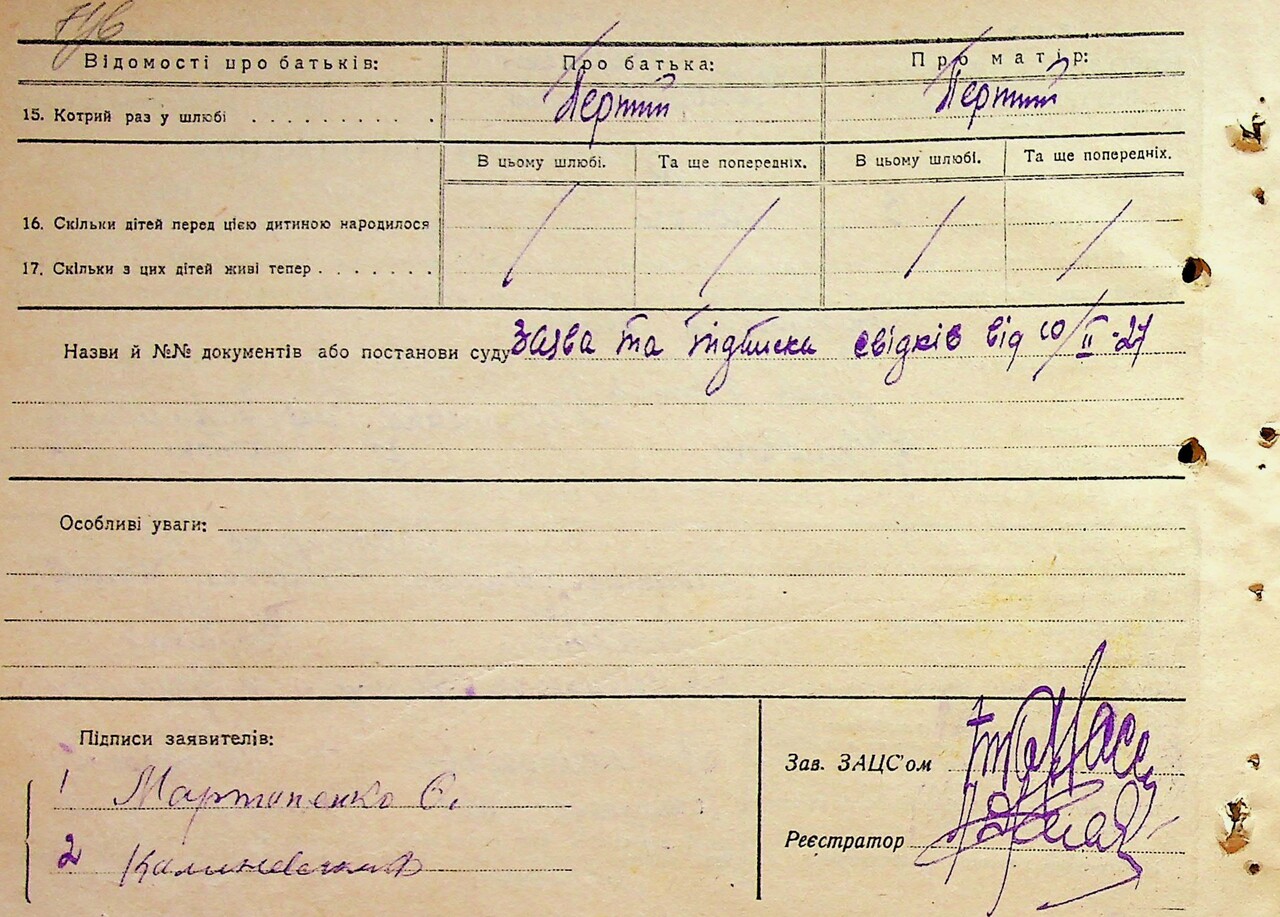 Відомості про батьків: Про батька: Про матір:
15. Котрий раз у шлюбі . . . . . . . . . . Перший Перший
В цьому шлюбі. Та ще попередніх. В цьому шлюбі. Та ще попередніх.
16. Скільки дітей перед цією дитиною народилося / / / /
17. Скільки з цих дітей живі тепер . . . . . . .
Назви й №№ документів або постанови суду Заява та підписка свідків від 10/II-27
Особливі уваги:
Підписи заявителів:
Зав. ЗАЦС'ом
1 Мартиненко
Реєстратор
2 Калиневский